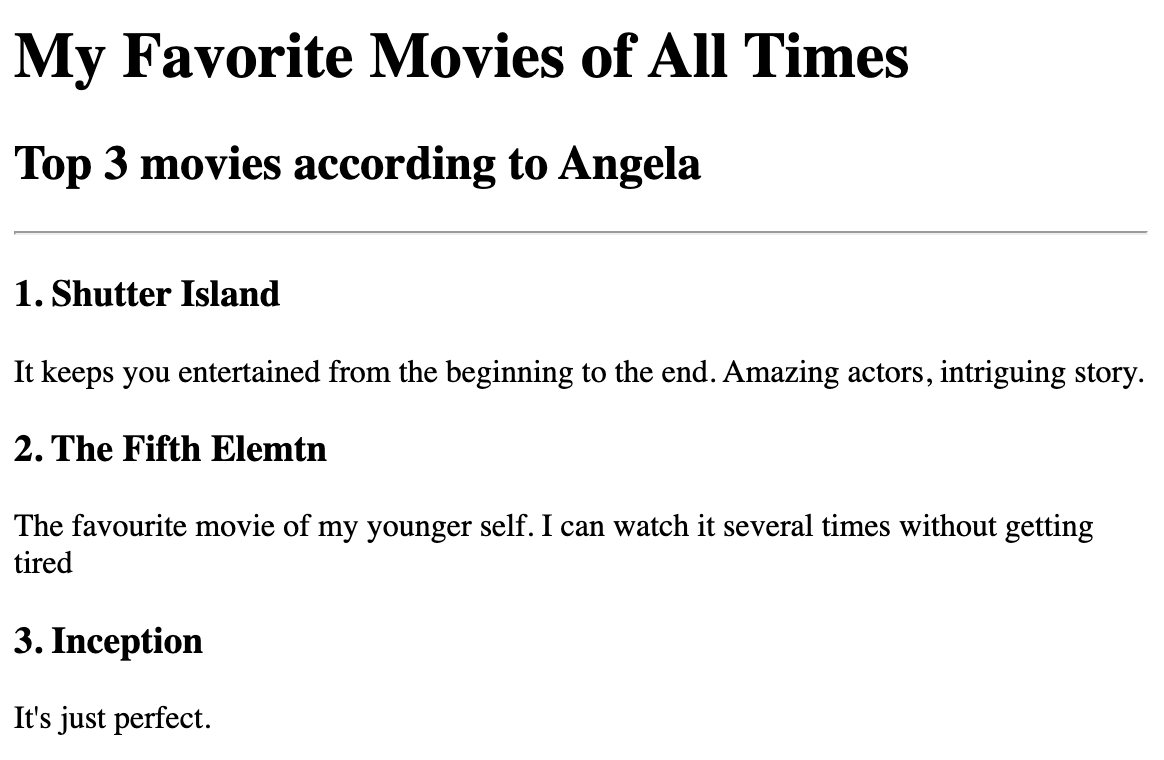 My Favorite Movies of All Times
Top 3 movies according to Angela
1. Shutter Island
It keeps you entertained from the beginning to the end. Amazing actors, intriguing story.
2. The Fifth Elemtn
The favourite movie of my younger self. I can watch it several times without getting
tired
3. Inception
It's just perfect.